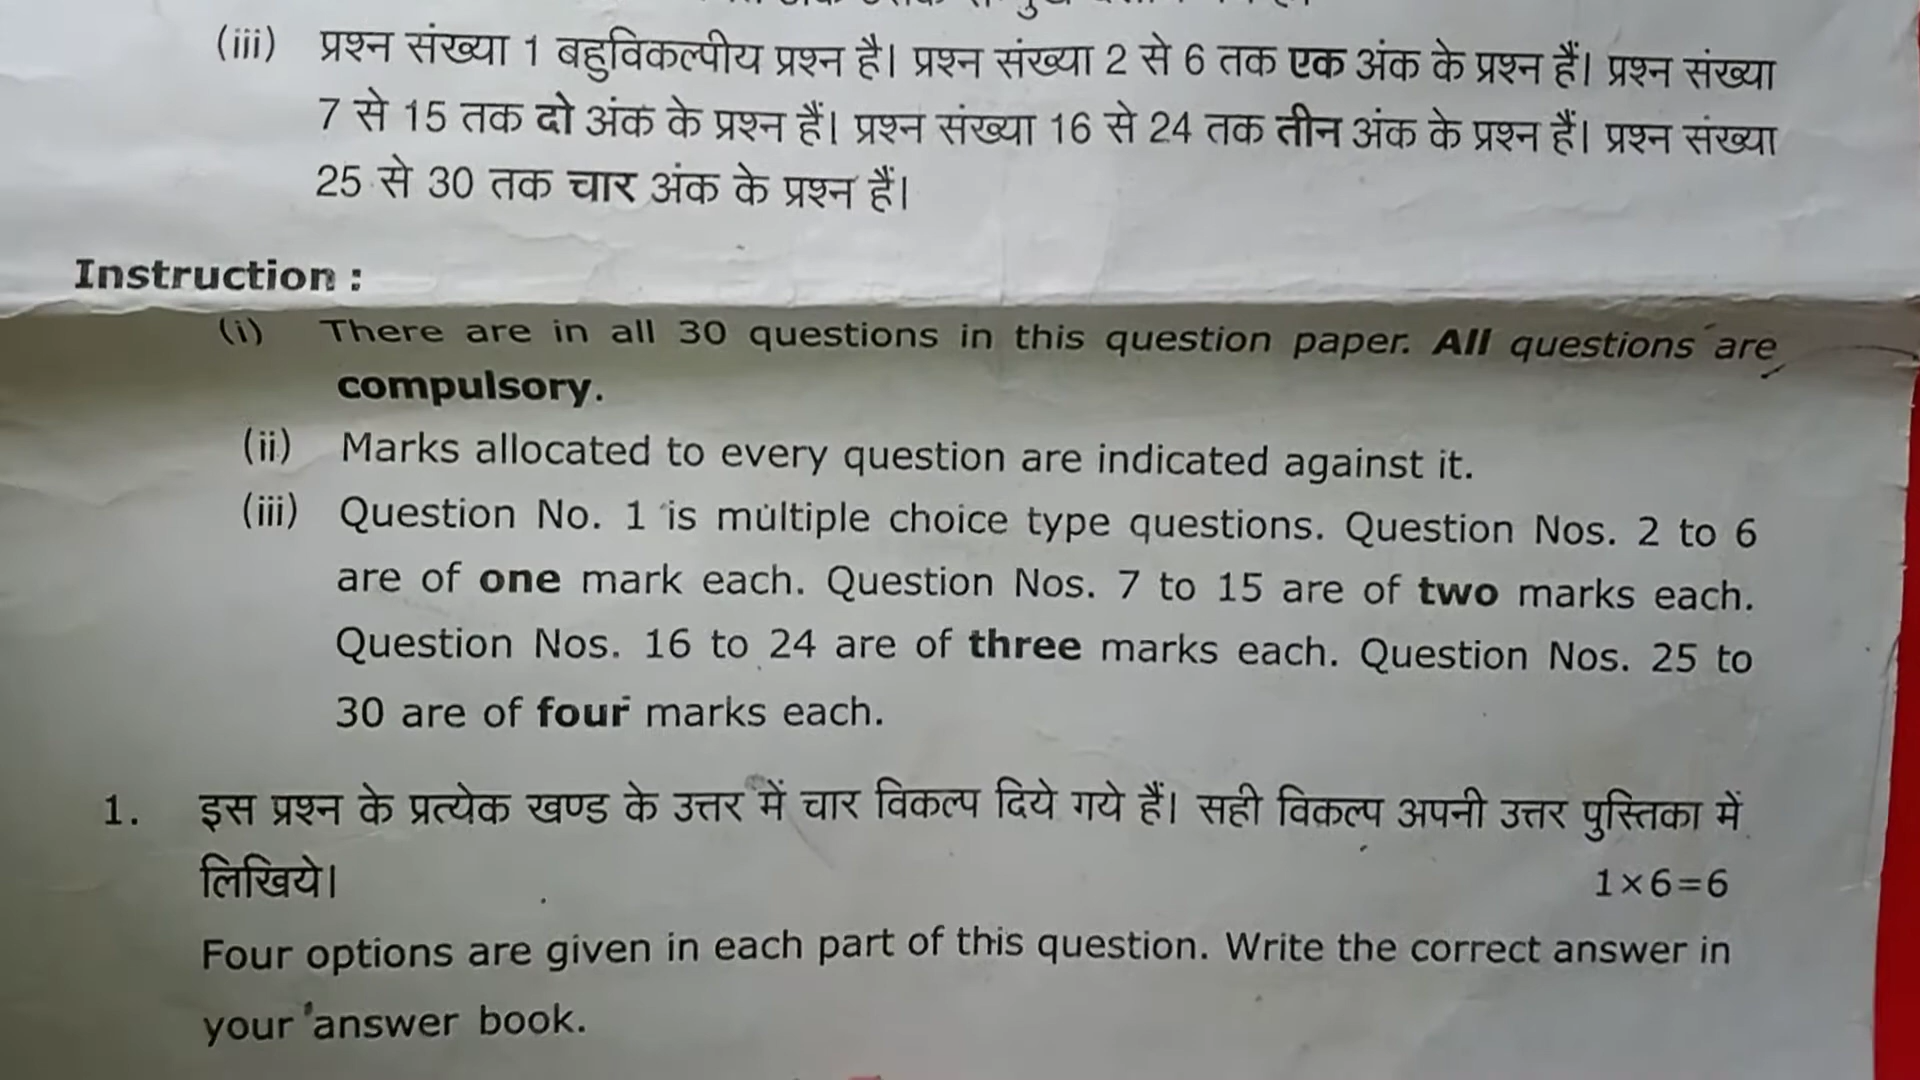 (iii) प्रश्न संख्या 1 बहुविकल्पीय प्रश्न है। प्रश्न संख्या 2 से 6 तक एक अंक के प्रश्न हैं। प्रश्न संख्या
7 से 15 तक दो अंक के प्रश्न हैं। प्रश्न संख्या 16 से 24 तक तीन अंक के प्रश्न हैं। प्रश्न संख्या
25 से 30 तक चार अंक के प्रश्न हैं।
Instruction :
(i) There are in all 30 questions in this question paper. All questions are
compulsory.
(ii) Marks allocated to every question are indicated against it.
(iii) Question No. 1 is multiple choice type questions. Question Nos. 2 to 6
are of one mark each. Question Nos. 7 to 15 are of two marks each.
Question Nos. 16 to 24 are of three marks each. Question Nos. 25 to
30 are of four marks each.
1. इस प्रश्न के प्रत्येक खण्ड के उत्तर में चार विकल्प दिये गये हैं। सही विकल्प अपनी उत्तर पुस्तिका में
लिखिये। 1×6=6
Four options are given in each part of this question. Write the correct answer in
your answer book.